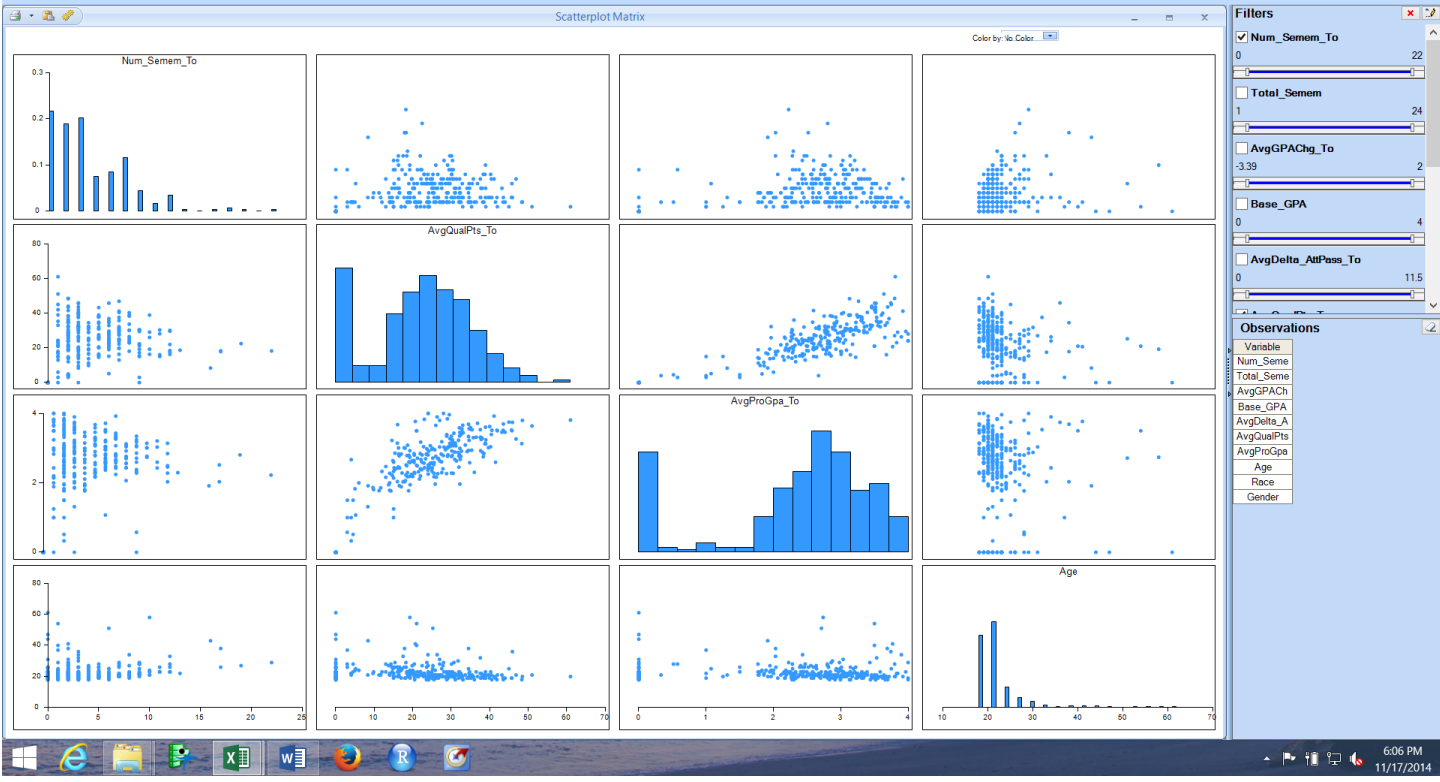 Scatterplot Matrix
Color by: No Color
Num_Semem_To
0.3
0.2
0.1
0
AvgQualPts_To
80
60
40
20
0
AvgProGpa_To
4
2
0
Age
80
60
40
20
0
0 5 10 15 20 25
0 10 20 30 40 50 60 70
0 1 2 3 4
10 20 30 40 50 60 70
Filters
Num_Semem_To
0 22
Total_Semem
1 24
AvgGPAChg_To
-3.39 2
Base_GPA
0 4
AvgDelta_AttPass_To
0 11.5
Observations
Variable
Num_Seme
Total_Seme
AvgGPACh
Base_GPA
AvgDelta_A
AvgQualPts
AvgProGpa
Age
Race
Gender
6:06 PM
11/17/2014